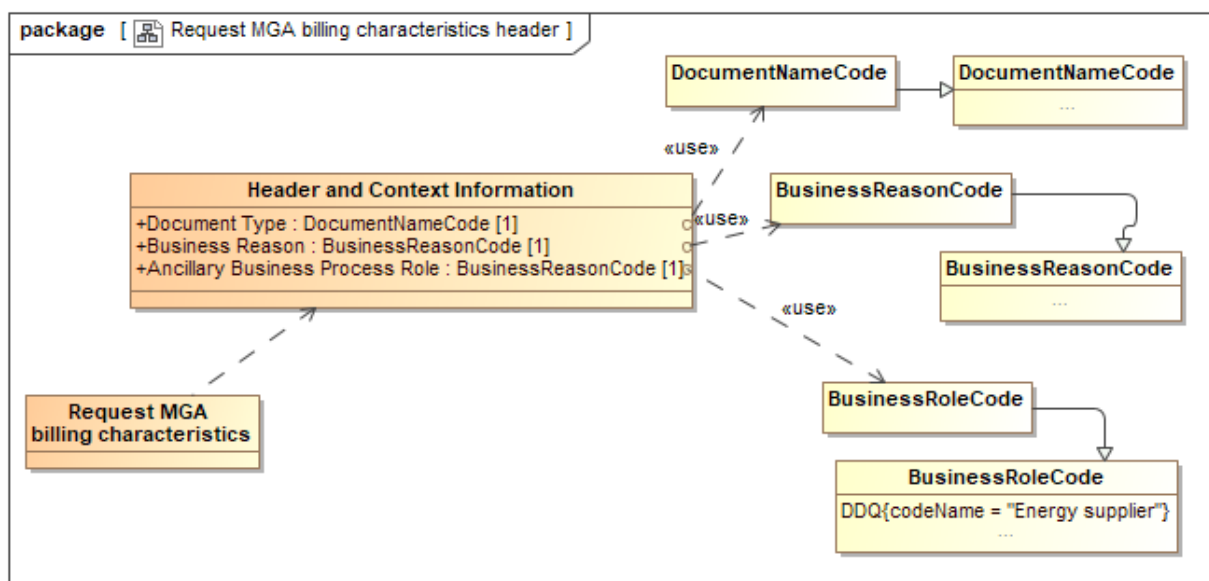 package [ Request MGA billing characteristics header ]
DocumentNameCode
DocumentNameCode
...
«use»
Header and Context Information
+Document Type : DocumentNameCode [1]
+Business Reason : BusinessReasonCode [1]
+Ancillary Business Process Role : BusinessReasonCode [1]
«use»
BusinessReasonCode
BusinessReasonCode
...
«use»
Request MGA
billing characteristics
BusinessRoleCode
BusinessRoleCode
DDQ{codeName = "Energy supplier"}
...